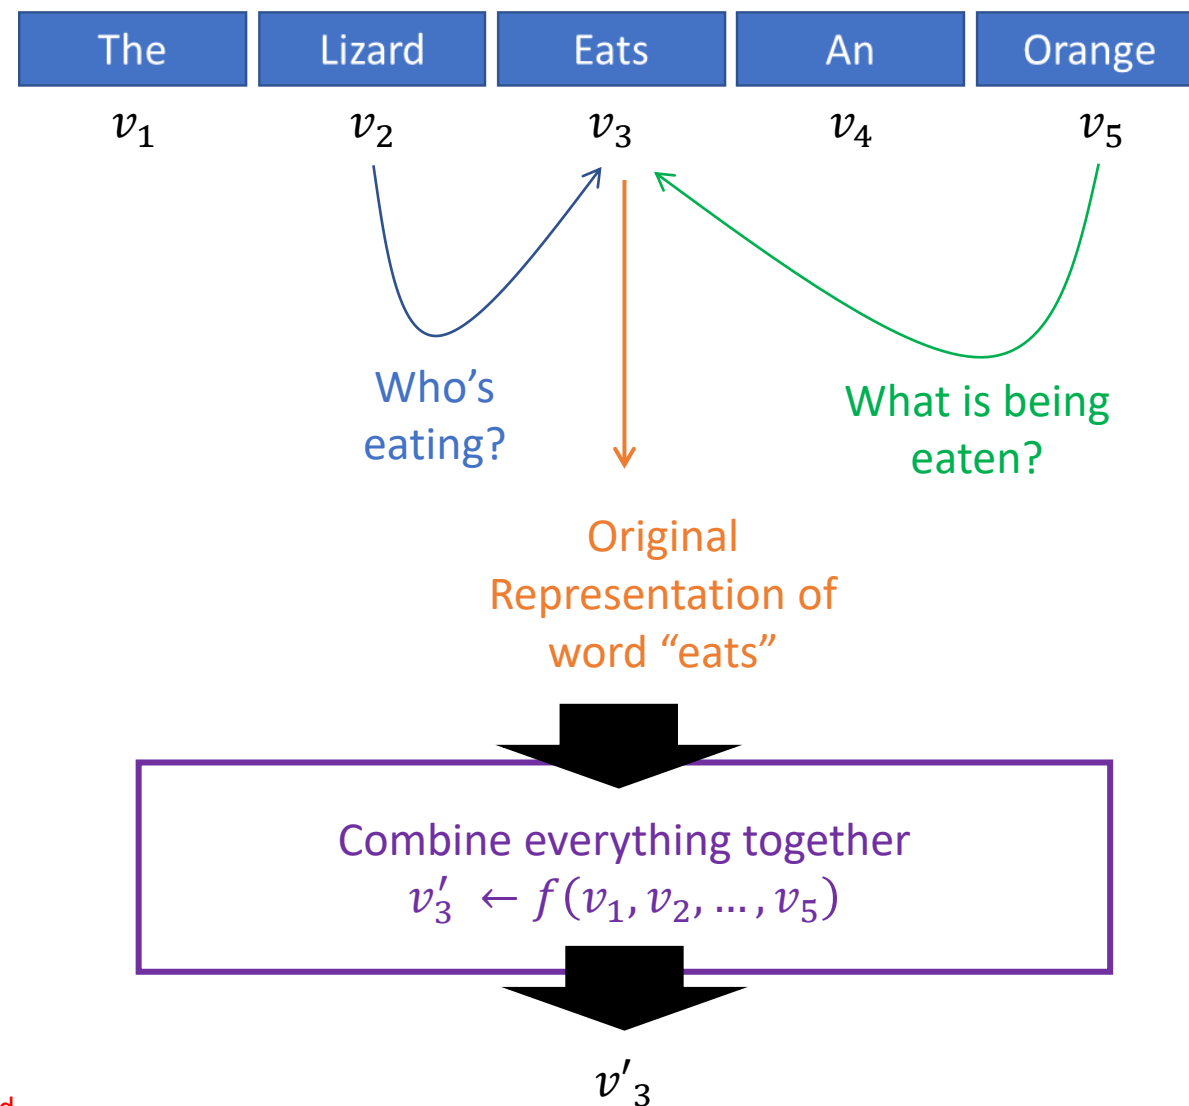 The Lizard Eats An Orange
v₁ v₂ v₃ v₄ v₅
Who's
eating?
What is being
eaten?
Original
Representation of
word “eats”
Combine everything together
v₃′ ← f(v₁, v₂, … , v₅)
v′₃